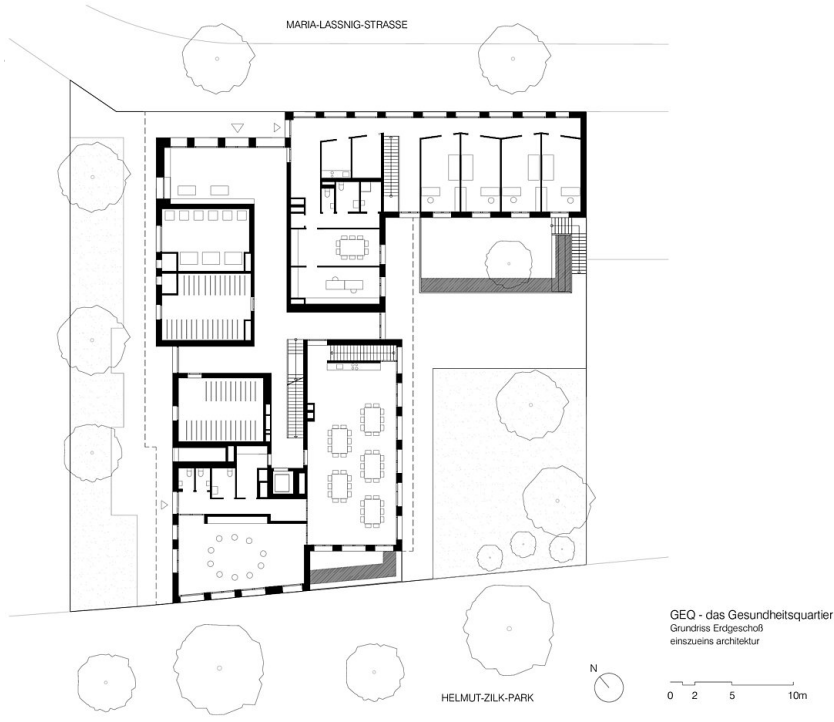 MARIA-LASSNIG-STRASSE
GEQ - das Gesundheitsquartier
Grundriss Erdgeschoß
einszueins architektur
N
0 2 5 10m
HELMUT-ZILK-PARK